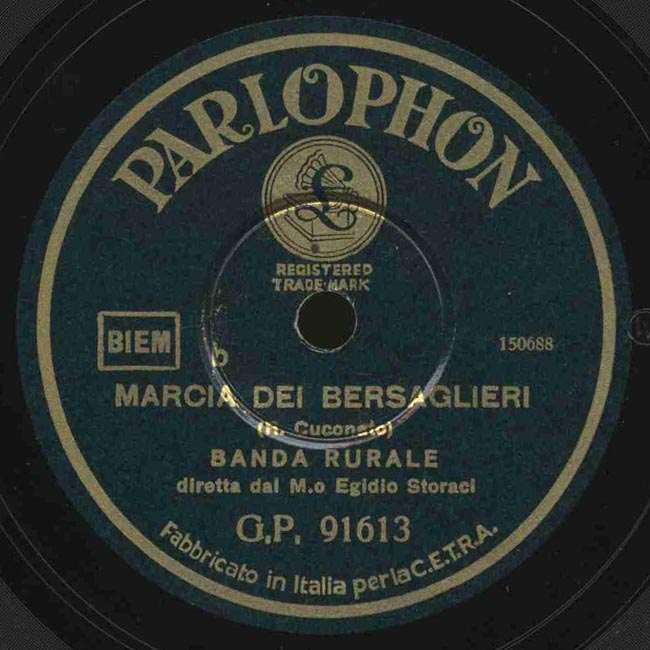 PARLOPHON
£
REGISTERED
TRADE-MARK
BIEM
150688
b
MARCIA DEI BERSAGLIERI
(R. Cuconato)
BANDA RURALE
diretta dal M.o Egidio Storaci
G.P. 91613
Fabbricato in Italia per la C.E.T.R.A.